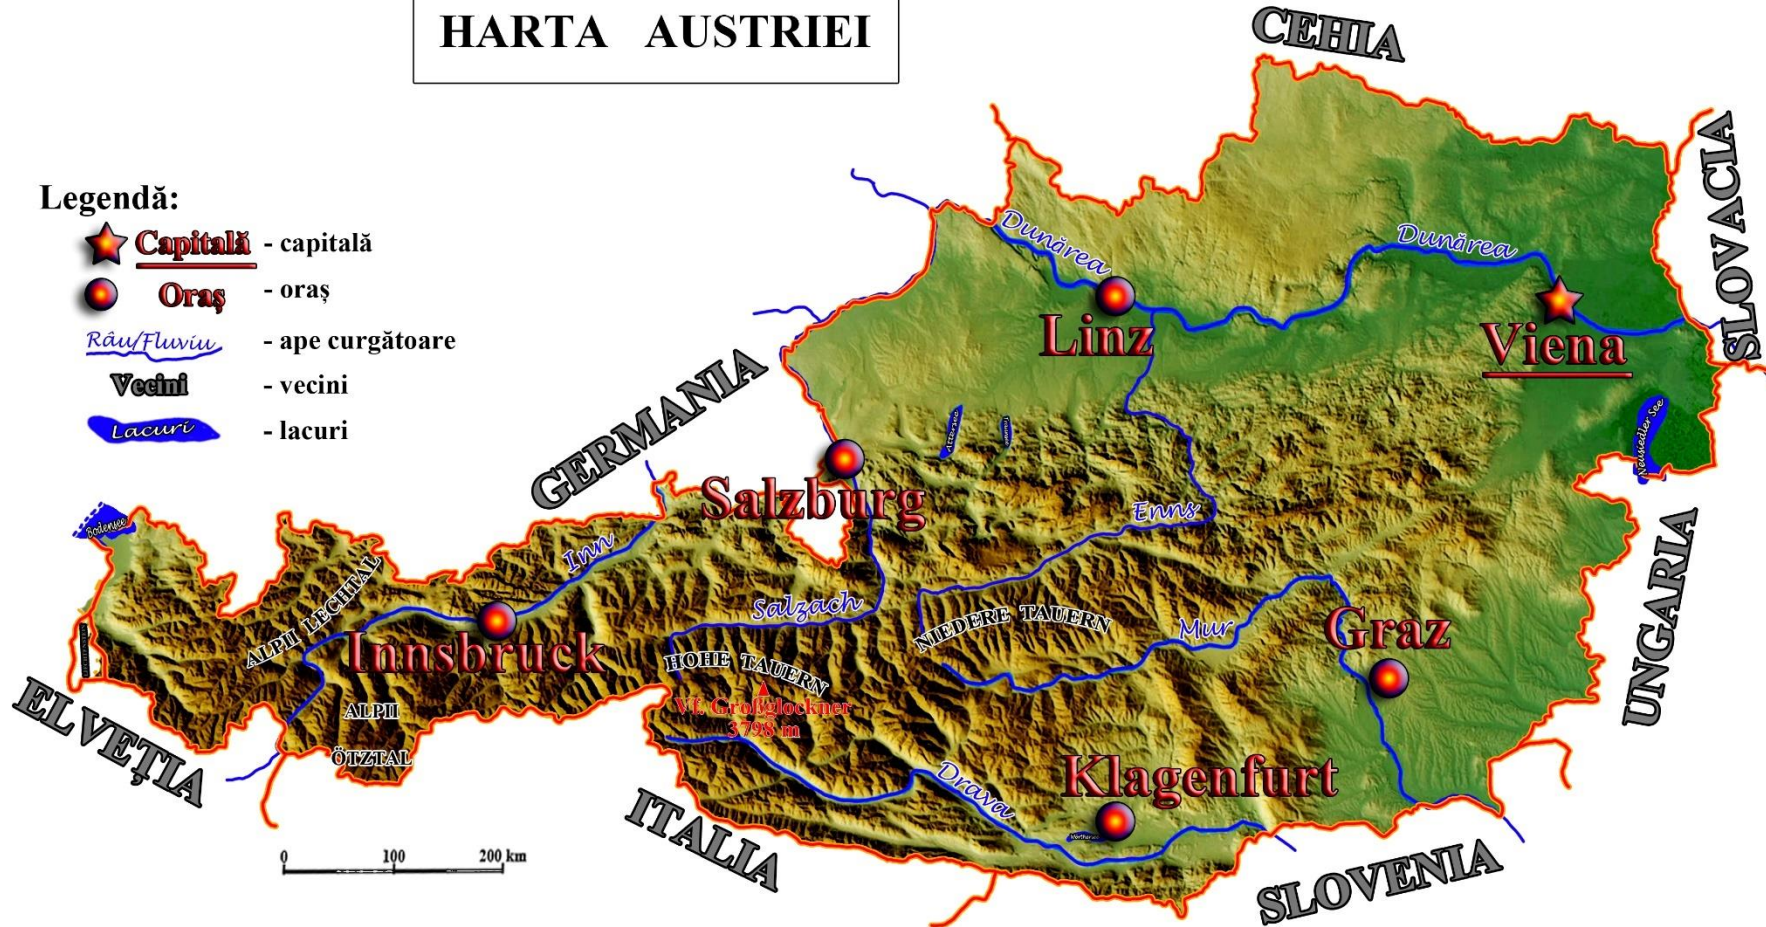 HARTA AUSTRIEI
Legendă:
Capitală - capitală
Oraș - oraș
Râu/Fluviu - ape curgătoare
Vecini - vecini
Lacuri - lacuri
CEHIA
SLOVACIA
GERMANIA
UNGARIA
ELVEȚIA
ITALIA
SLOVENIA
Dunărea
Dunărea
Linz
Viena
Neusiedler See
Salzburg
Enns
Bodensee
Inn
ALPII LECHTAL
Innsbruck
Salzach
NIEDERE TAUERN
Mur
Graz
HOHE TAUERN
Vf. Großglockner
3798 m
ALPII
ÖTZTAL
Drava
Klagenfurt
0 100 200 km